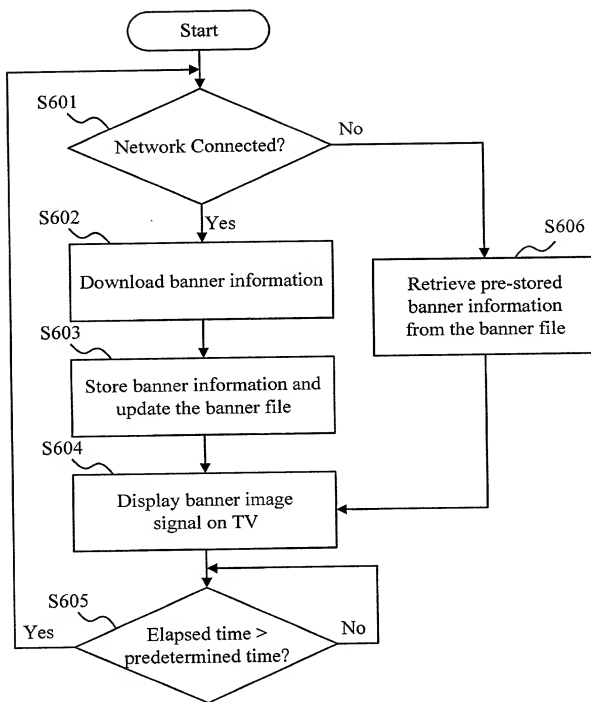 Start
S601
Network Connected?
No
Yes
S602
Download banner information
S606
Retrieve pre-stored
banner information
from the banner file
S603
Store banner information and
update the banner file
S604
Display banner image
signal on TV
S605
Elapsed time >
predetermined time?
Yes
No